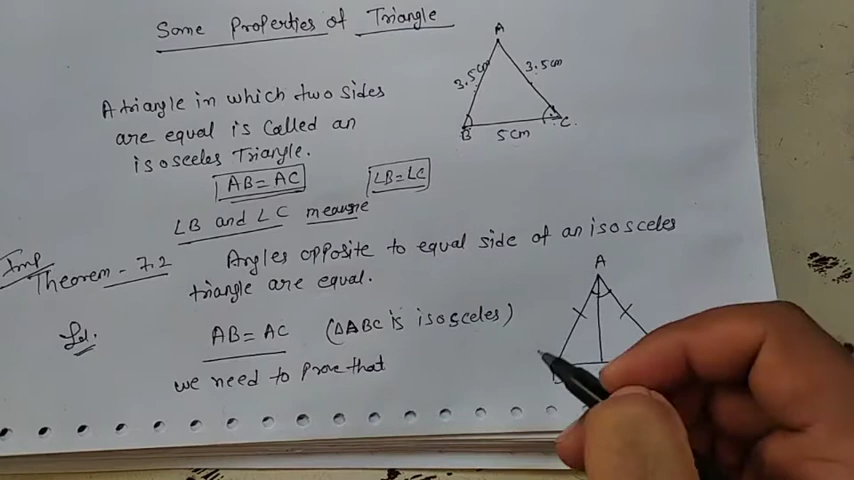 Some Properties of Triangle
A
3.5cm
3.5cm
B
C
5cm
A triangle in which two sides
are equal is Called an
isosceles Triangle.
AB = AC
∠B = ∠C
∠B and ∠C measure
Imp
Theorem - 7.2
Angles opposite to equal side of an isosceles
triangle are equal.
Sol.
AB = AC (ΔABC is isosceles)
we need to prove that
A